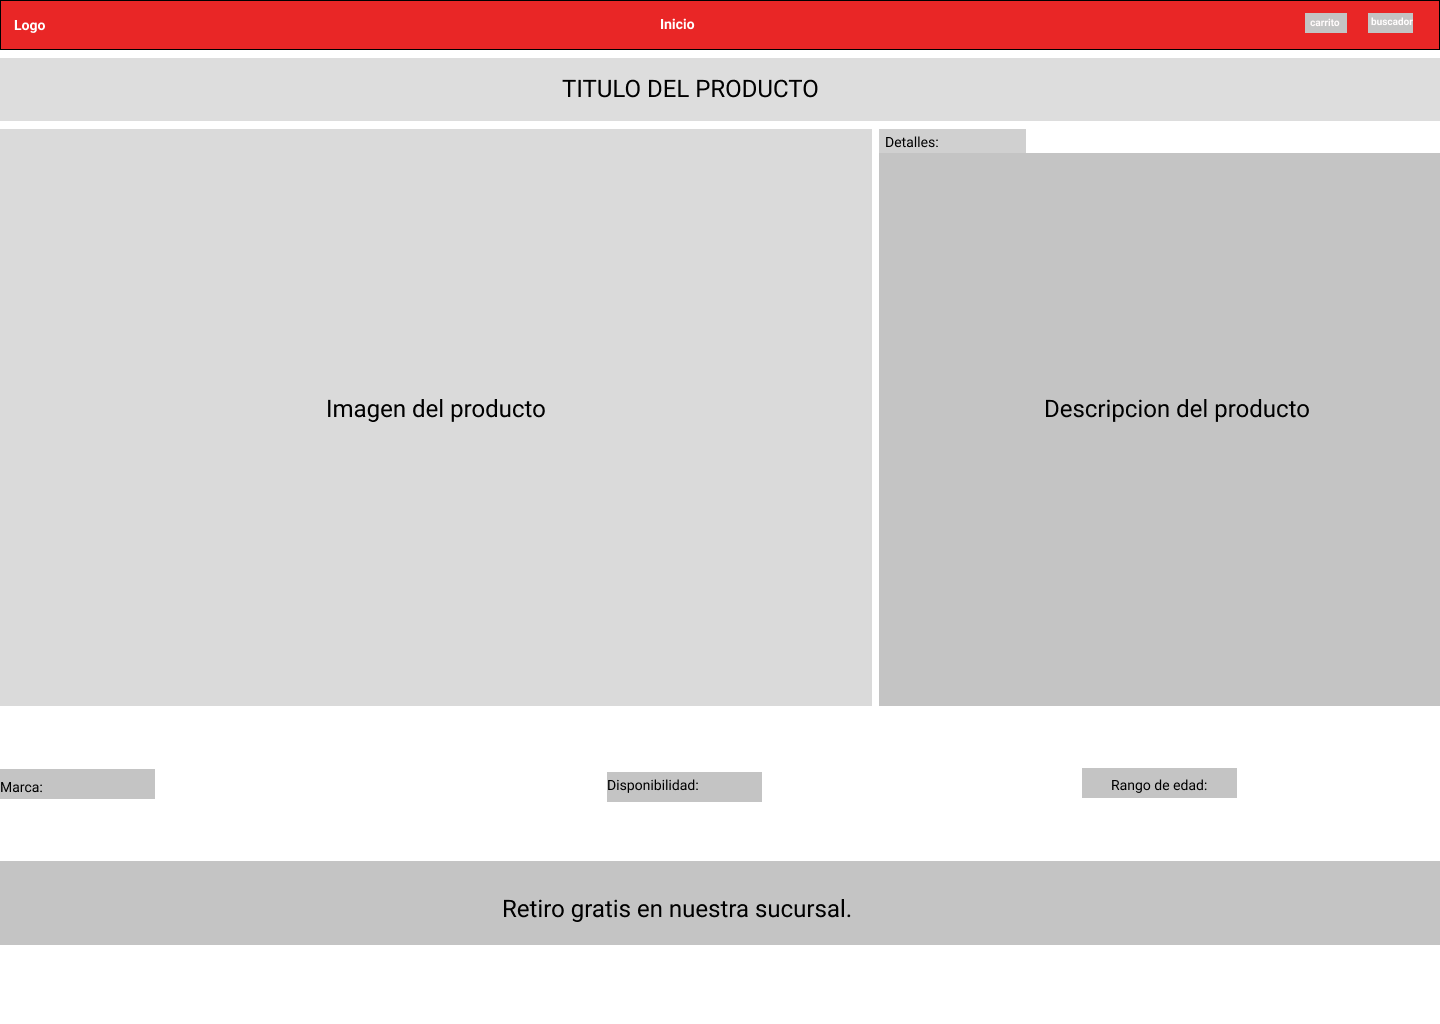 Logo
Inicio
carrito
buscador
TITULO DEL PRODUCTO
Detalles:
Imagen del producto
Descripcion del producto
Marca:
Disponibilidad:
Rango de edad:
Retiro gratis en nuestra sucursal.